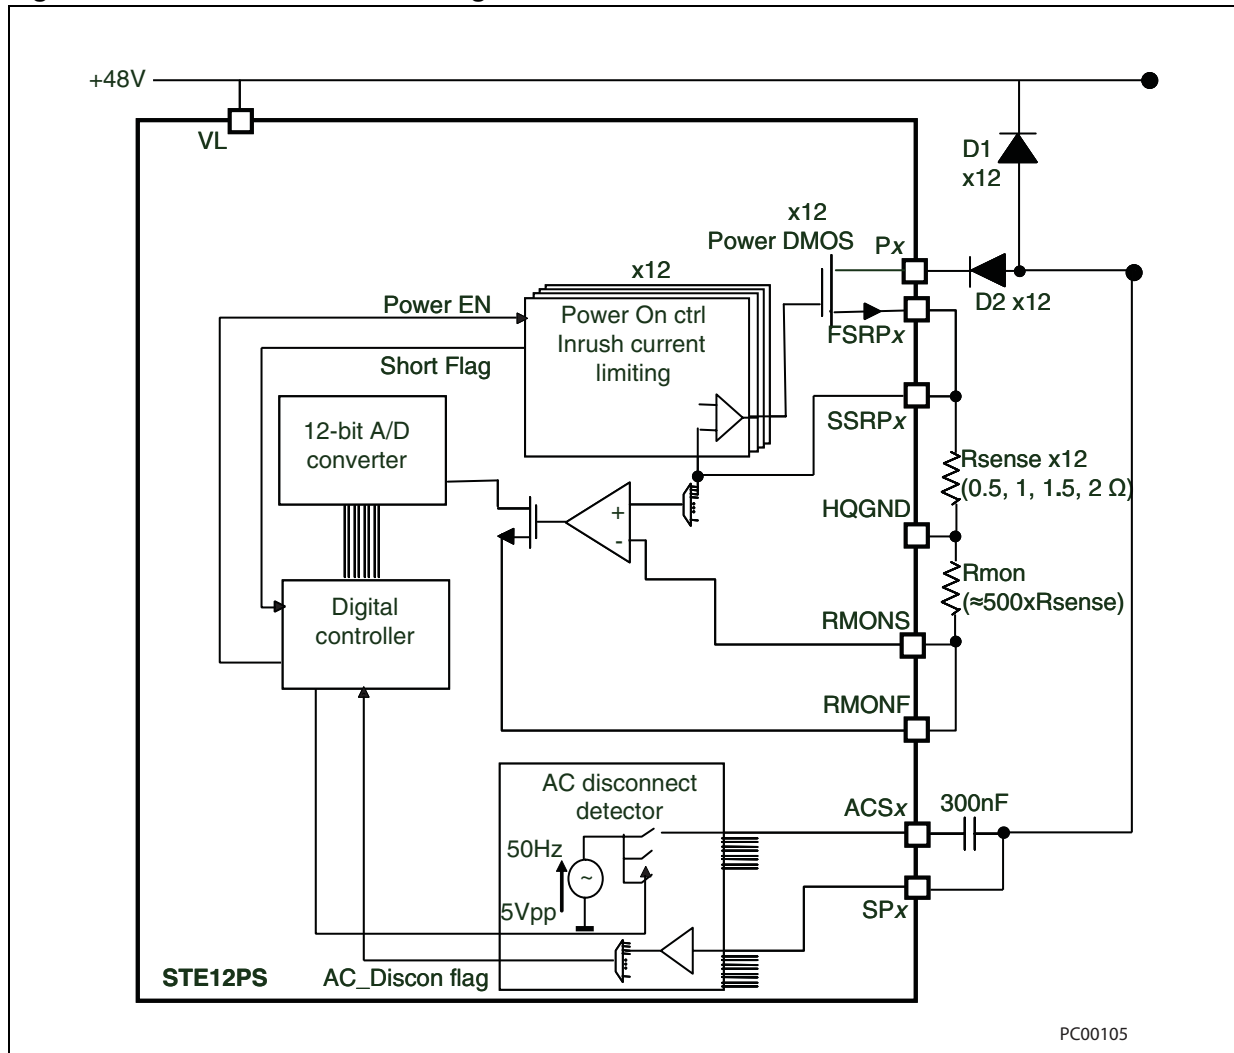 +48V
VL
D1
x12
x12
Power DMOS
Px
x12
D2 x12
Power EN
Power On ctrl
Inrush current
limiting
FSRPx
Short Flag
SSRPx
12-bit A/D
converter
Rsense x12
(0.5, 1, 1.5, 2 Ω)
HQGND
+
-
Rmon
(≈500xRsense)
Digital
controller
RMONS
RMONF
AC disconnect
detector
ACSx
300nF
50Hz
~
5Vpp
SPx
STE12PS
AC_Discon flag
PC00105